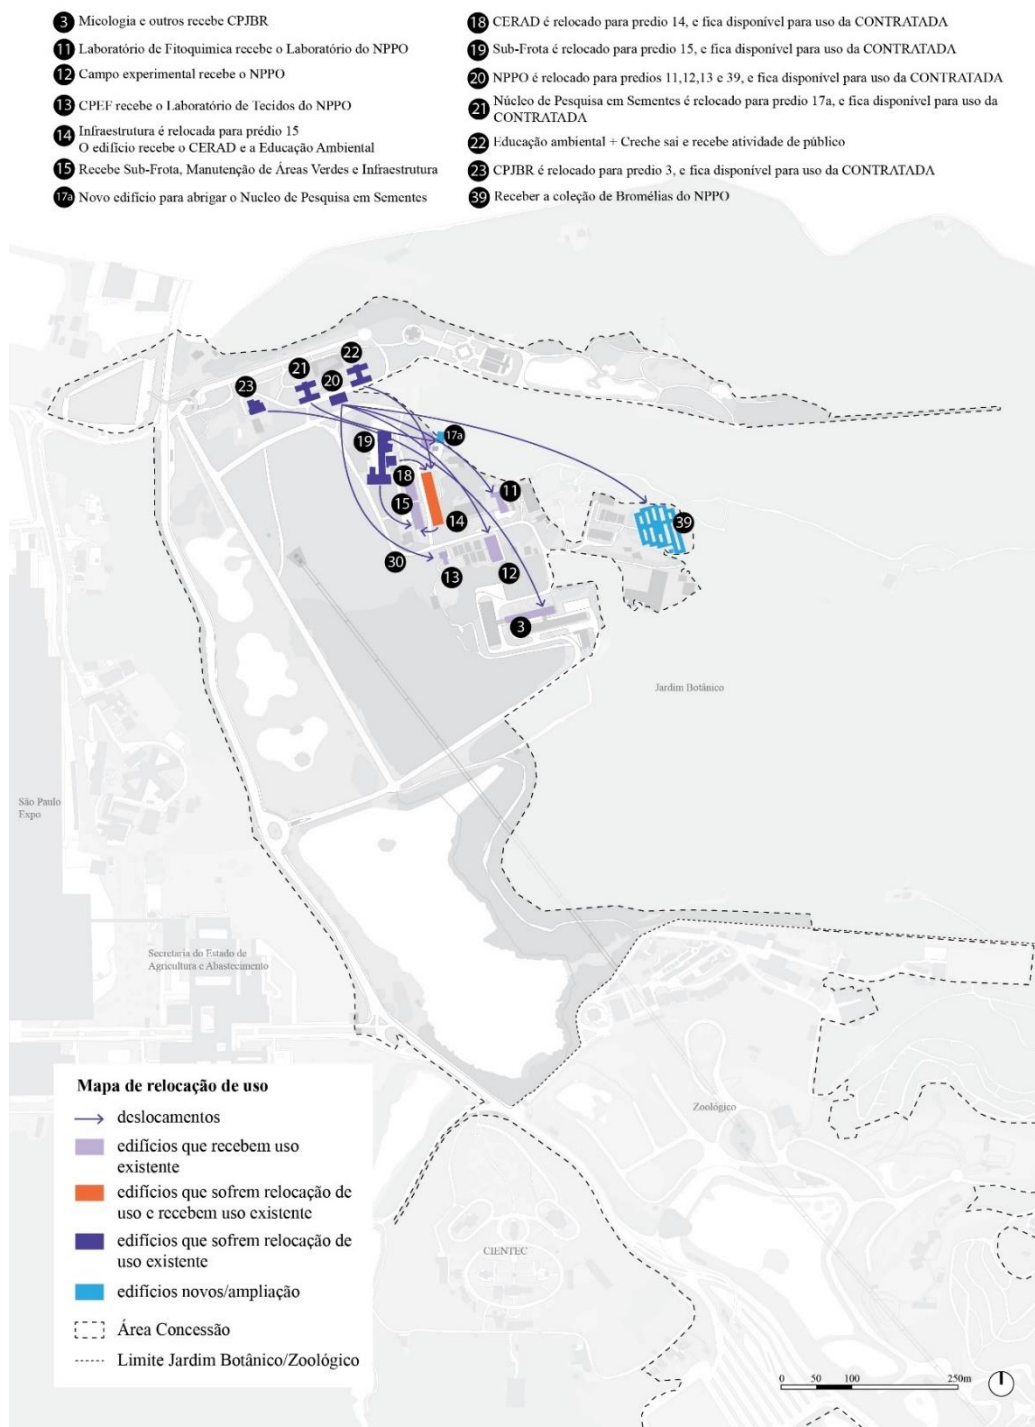 3 Micologia e outros recebe CPJBR
11 Laboratório de Fitoquimica recebe o Laboratório do NPPO
12 Campo experimental recebe o NPPO
13 CPEF recebe o Laboratório de Tecidos do NPPO
14 Infraestrutura é relocada para prédio 15
O edifício recebe o CERAD e a Educação Ambiental
15 Recebe Sub-Frota, Manutenção de Áreas Verdes e Infraestrutura
17a Novo edifício para abrigar o Nucleo de Pesquisa em Sementes
18 CERAD é relocado para predio 14, e fica disponível para uso da CONTRATADA
19 Sub-Frota é relocado para predio 15, e fica disponível para uso da CONTRATADA
20 NPPO é relocado para predios 11,12,13 e 39, e fica disponível para uso da CONTRATADA
21 Núcleo de Pesquisa em Sementes é relocado para predio 17a, e fica disponível para uso da
CONTRATADA
22 Educação ambiental + Creche sai e recebe atividade de público
23 CPJBR é relocado para predio 3, e fica disponível para uso da CONTRATADA
39 Receber a coleção de Bromélias do NPPO
22
21
20
23
19
17a
18
11
15
14
39
30
13
12
3
Jardim Botânico
São Paulo
Expo
Secretaria do Estado de
Agricultura e Abastecimento
Zoológico
CIENTEC
Mapa de relocação de uso
deslocamentos
edifícios que recebem uso
existente
edifícios que sofrem relocação de
uso e recebem uso existente
edifícios que sofrem relocação de
uso existente
edifícios novos/ampliação
Área Concessão
Limite Jardim Botânico/Zoológico
0 50 100 250m